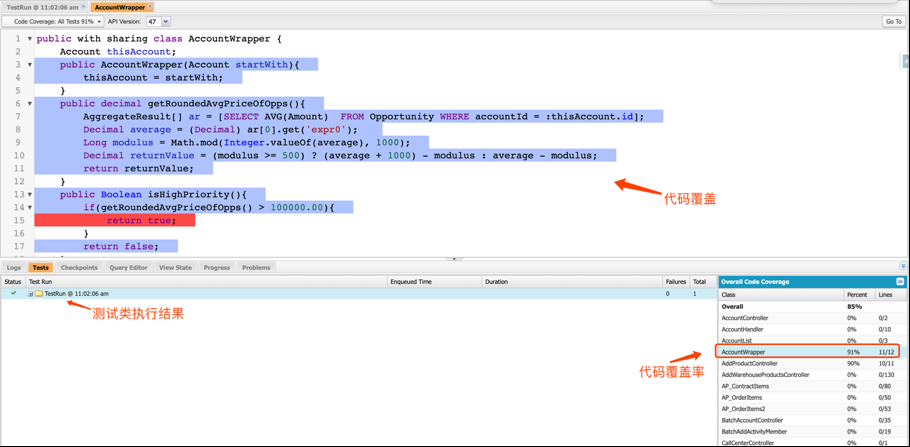 TestRun @ 11:02:06 am
AccountWrapper
Code Coverage: All Tests 91%
API Version:
47
Go To
1 public with sharing class AccountWrapper {
2 Account thisAccount;
3 public AccountWrapper(Account startWith){
4 thisAccount = startWith;
5 }
6 public decimal getRoundedAvgPriceOfOpps(){
7 AggregateResult[] ar = [SELECT AVG(Amount)  FROM Opportunity WHERE accountId = :thisAccount.id];
8 Decimal average = (Decimal) ar[0].get('expr0');
9 Long modulus = Math.mod(Integer.valueOf(average), 1000);
10 Decimal returnValue = (modulus >= 500) ? (average + 1000) - modulus : average - modulus;
11 return returnValue;
12 }
13 public Boolean isHighPriority(){
14 if(getRoundedAvgPriceOfOpps() > 100000.00){
15 return true;
16 }
17 return false;
代码覆盖
Logs Tests Checkpoints Query Editor View State Progress Problems
Status Test Run Enqueued Time Duration Failures Total
TestRun @ 11:02:06 am 0 1
测试类执行结果
代码覆盖率
Overall Code Coverage
Class Percent Lines
Overall 85%
AccountController 0% 0/2
AccountHandler 0% 0/10
AccountList 0% 0/3
AccountWrapper 91% 11/12
AddProductController 90% 10/11
AddWarehouseProductsController 0% 0/130
AP_ContractItems 0% 0/80
AP_OrderItems 0% 0/50
AP_OrderItems2 0% 0/53
BatchAccountController 0% 0/35
BatchAddActivityMember 0% 0/19
CallCenterController 0% 0/1